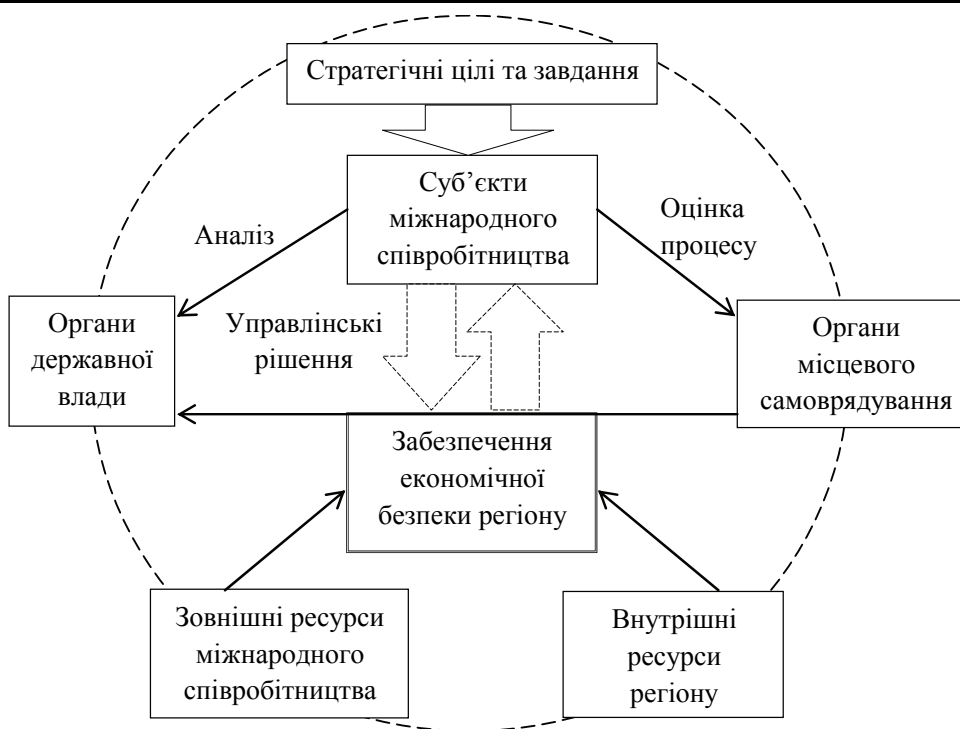 Стратегічні цілі та завдання
Суб’єкти
міжнародного
співробітництва
Аналіз
Оцінка
процесу
Органи
державної
влади
Управлінські
рішення
Органи
місцевого
самоврядування
Забезпечення
економічної
безпеки регіону
Зовнішні ресурси
міжнародного
співробітництва
Внутрішні
ресурси
регіону